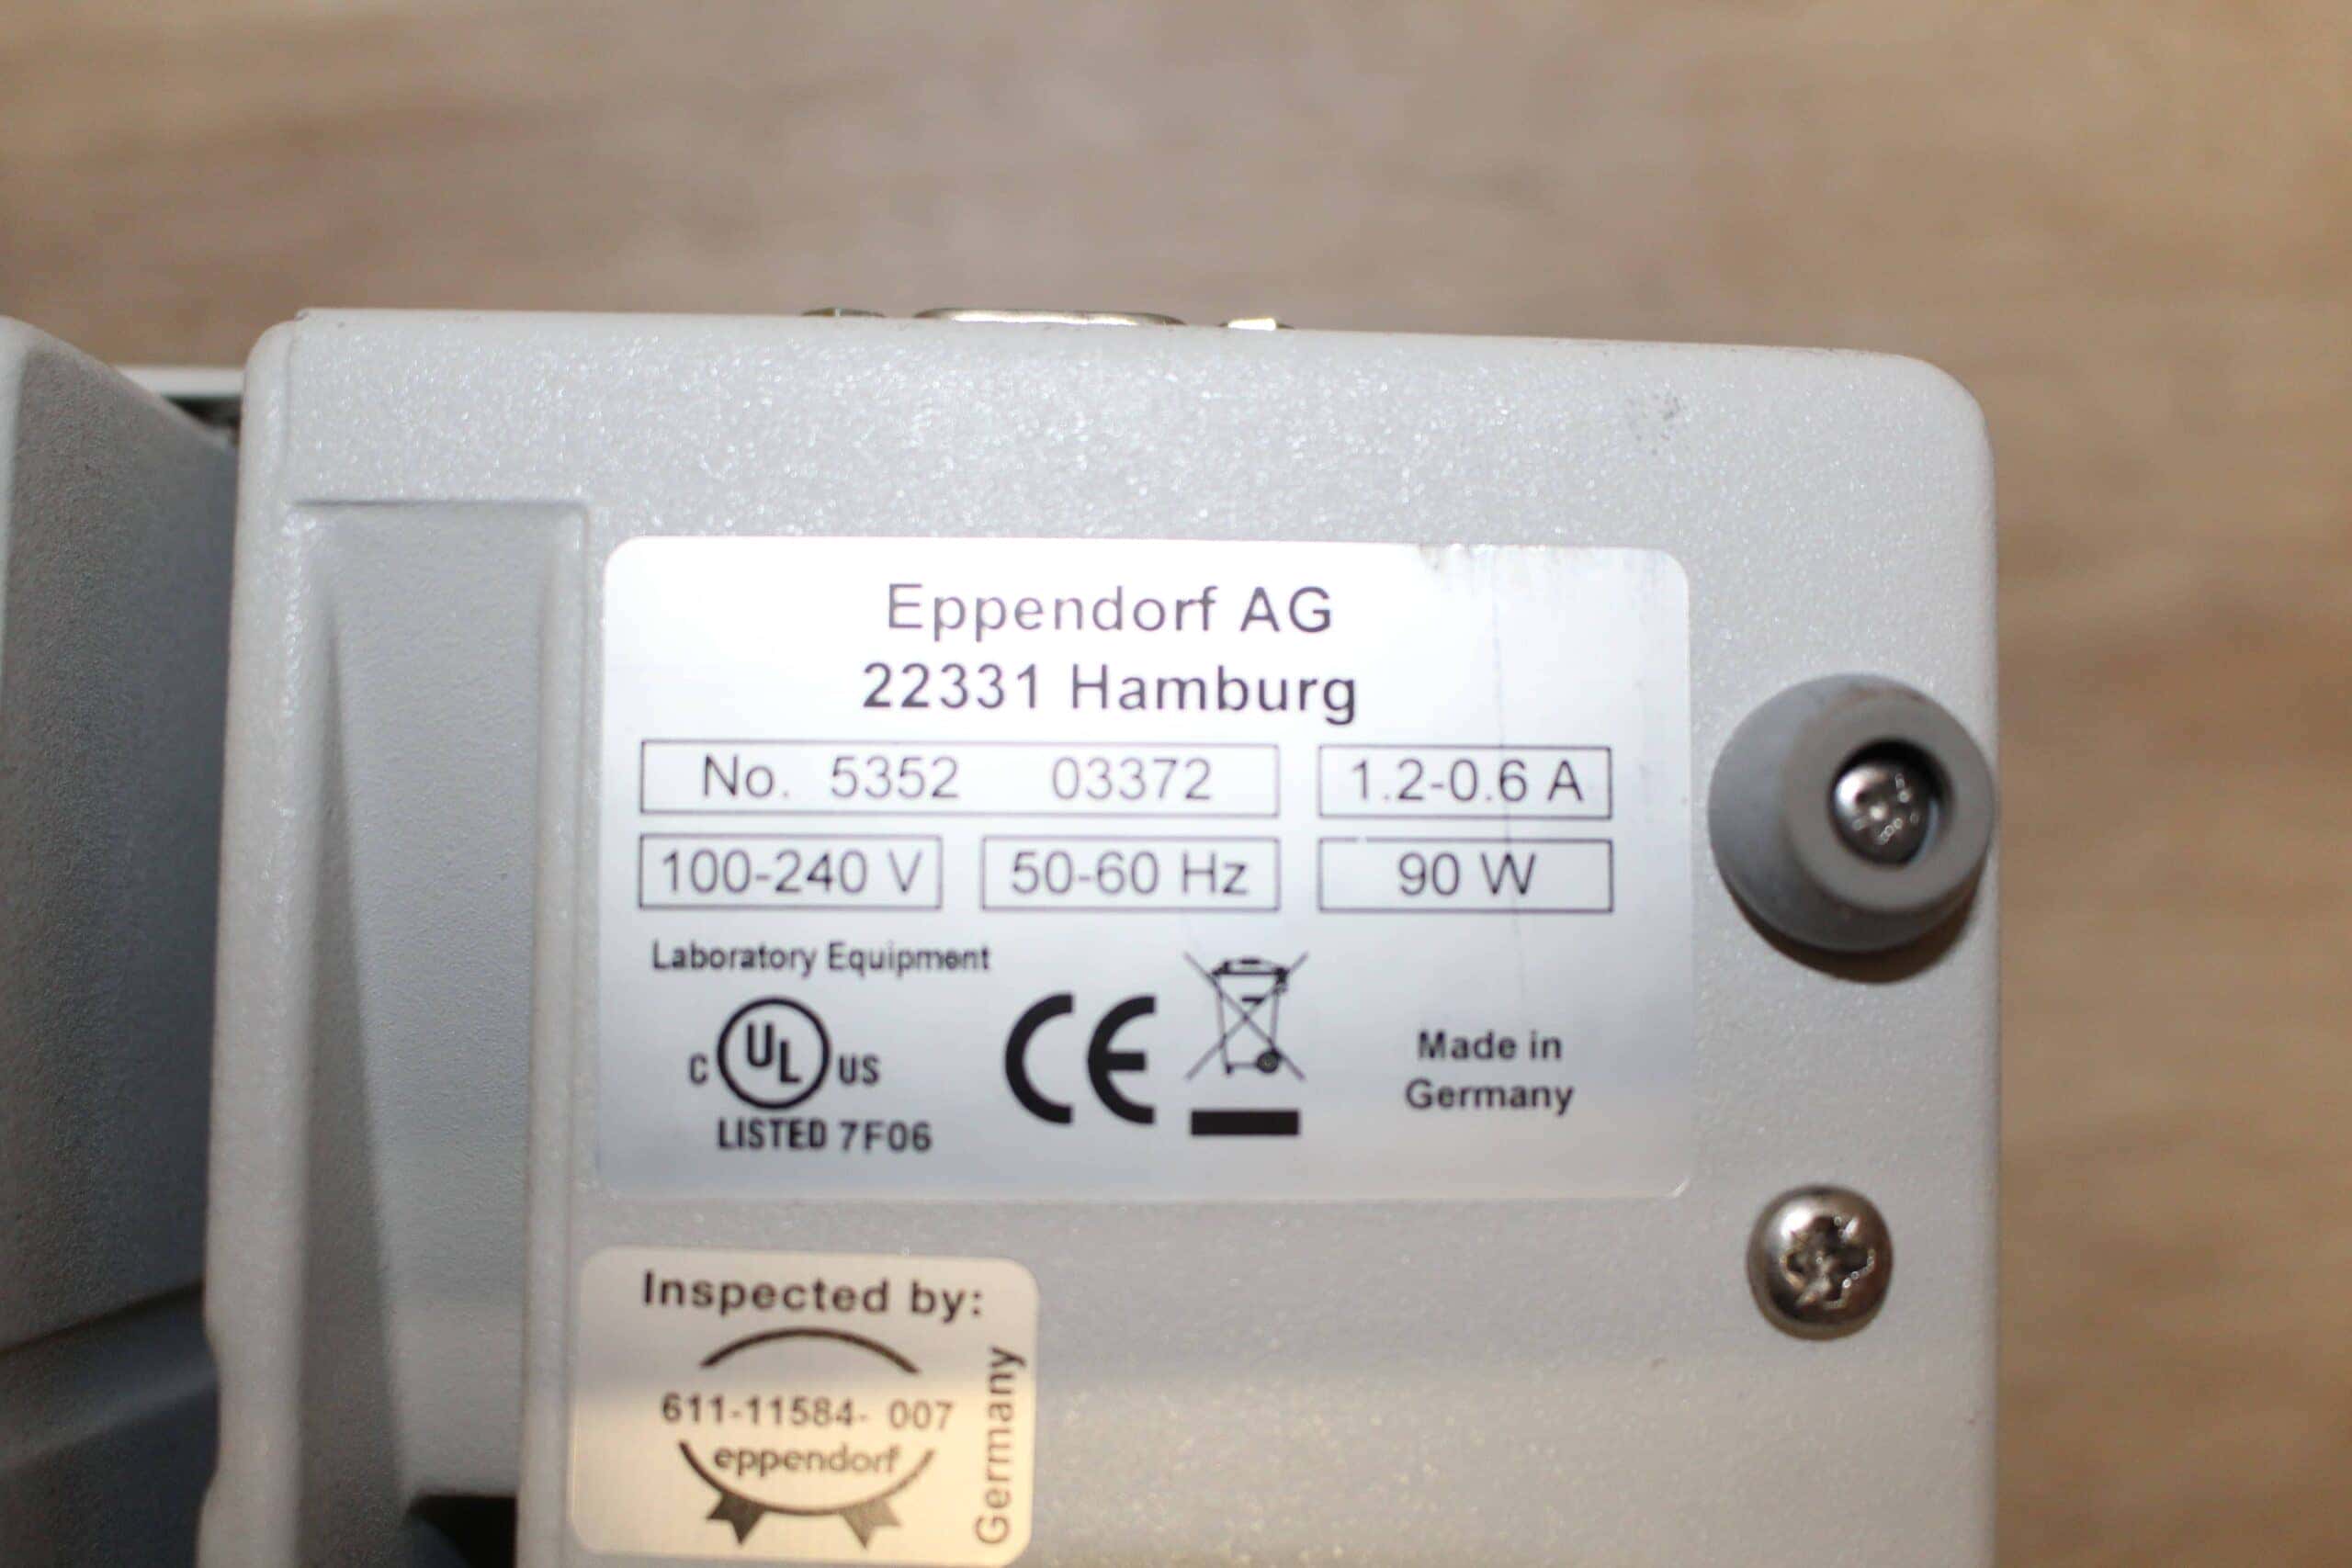 Eppendorf AG
22331 Hamburg
No. 5352 03372 1.2-0.6 A
100-240 V 50-60 Hz 90 W
Laboratory Equipment
C UL US
LISTED 7F06
CE
Made in
Germany
Inspected by:
611-11584- 007
eppendorf
Germany